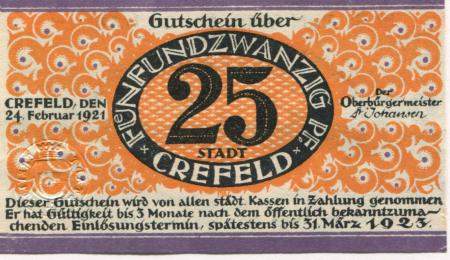 Gutschein über
FÜNFUNDZWANZIG PF.
25
STADT
CREFELD
CREFELD, DEN
24. Februar 1921
Der
Oberbürgermeister
Dr Johansen
Dieser Gutschein wird von allen städt. Kassen in Zahlung genommen
Er hat Gültigkeit bis 3 Monate nach dem öffentlich bekanntzuma-
chenden Einlösungstermin, spätestens bis 31. März 1923.